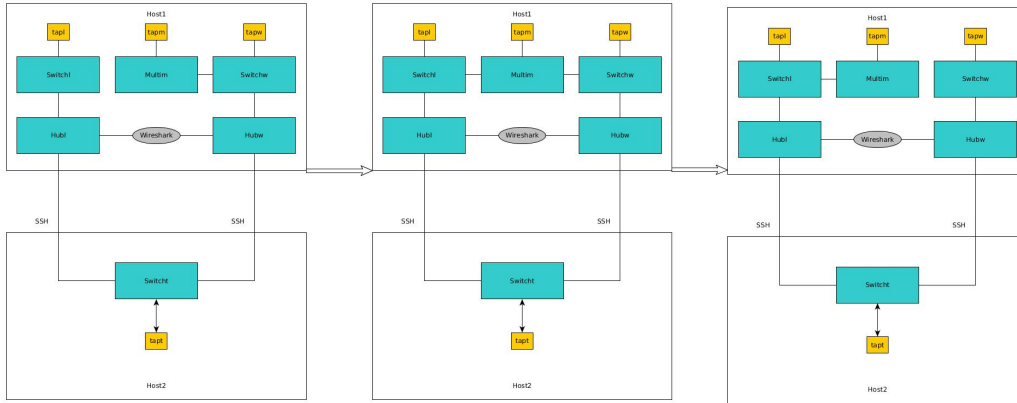 Host1
tapl tapm tapw
Switchl Multim Switchw
Hubl Wireshark Hubw
SSH SSH
Switcht
tapt
Host2
Host1
tapl tapm tapw
Switchl Multim Switchw
Hubl Wireshark Hubw
SSH SSH
Switcht
tapt
Host2
Host1
tapl tapm tapw
Switchl Multim Switchw
Hubl Wireshark Hubw
SSH SSH
Switcht
tapt
Host2